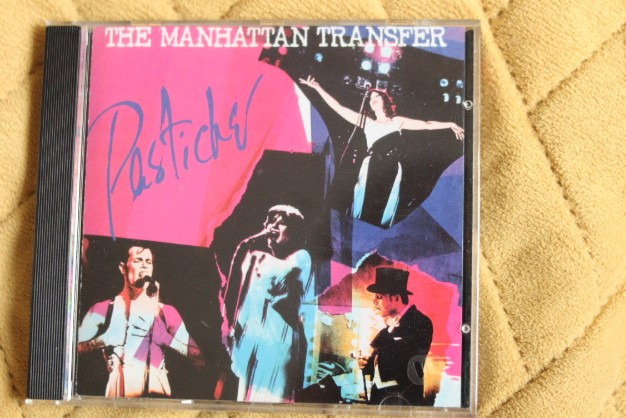 THE MANHATTAN TRANSFER
Pastiche